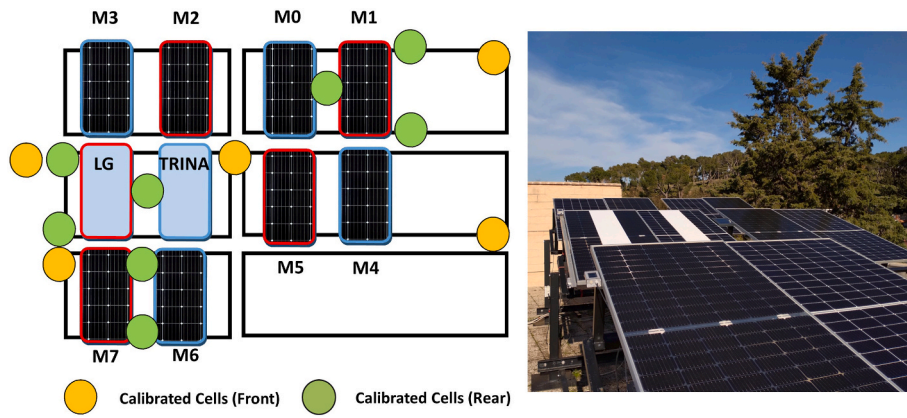 M3 M2 M0 M1
LG TRINA
M5 M4
M7 M6
Calibrated Cells (Front) Calibrated Cells (Rear)